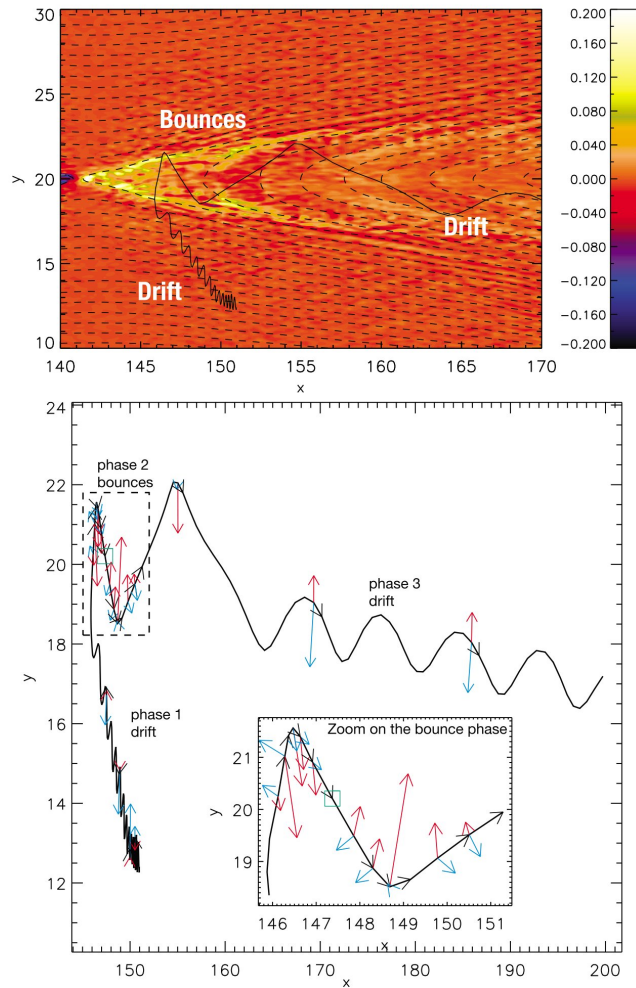 30
25
20
15
10
y
140
145
150
155
160
165
170
x
Bounces
Drift
Drift
0.200
0.160
0.120
0.080
0.040
0.000
-0.040
-0.080
-0.120
-0.160
-0.200
24
22
20
18
16
14
12
y
phase 2
bounces
phase 3
drift
phase 1
drift
Zoom on the bounce phase
21
20
19
y
146
147
148
149
150
151
x
150
160
170
180
190
200
x